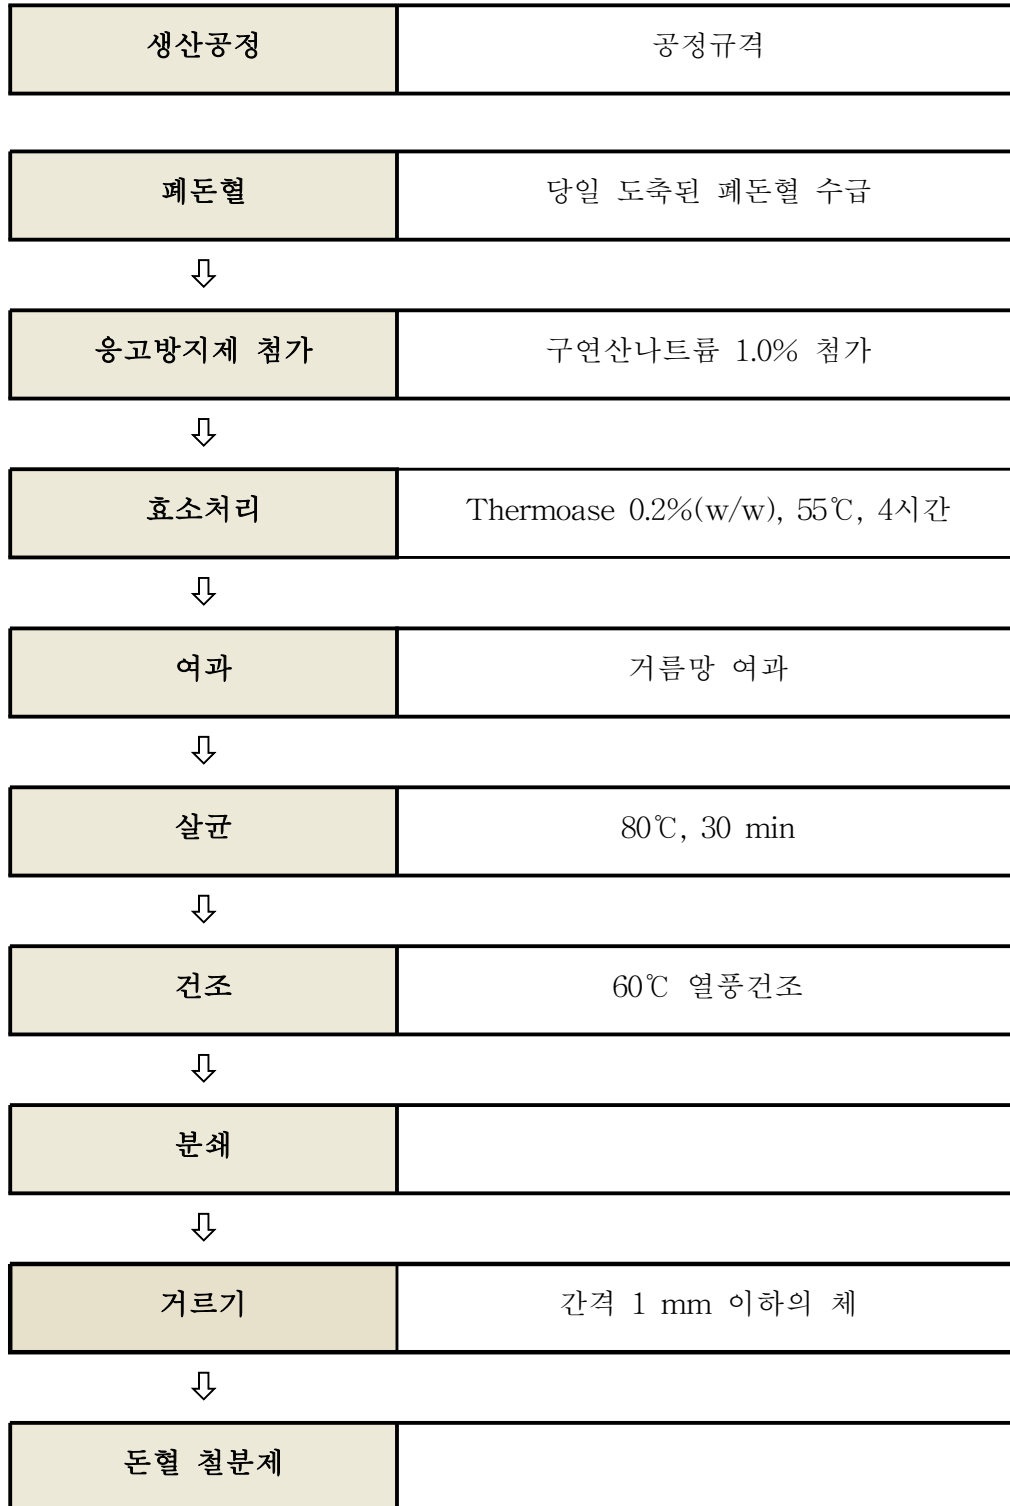 생산공정 공정규격
폐돈혈 당일 도축된 폐돈혈 수급
⇩
응고방지제 첨가 구연산나트륨 1.0% 첨가
⇩
효소처리 Thermoase 0.2%(w/w), 55℃, 4시간
⇩
여과 거름망 여과
⇩
살균 80℃, 30 min
⇩
건조 60℃ 열풍건조
⇩
분쇄
⇩
거르기 간격 1 mm 이하의 체
⇩
돈혈 철분제